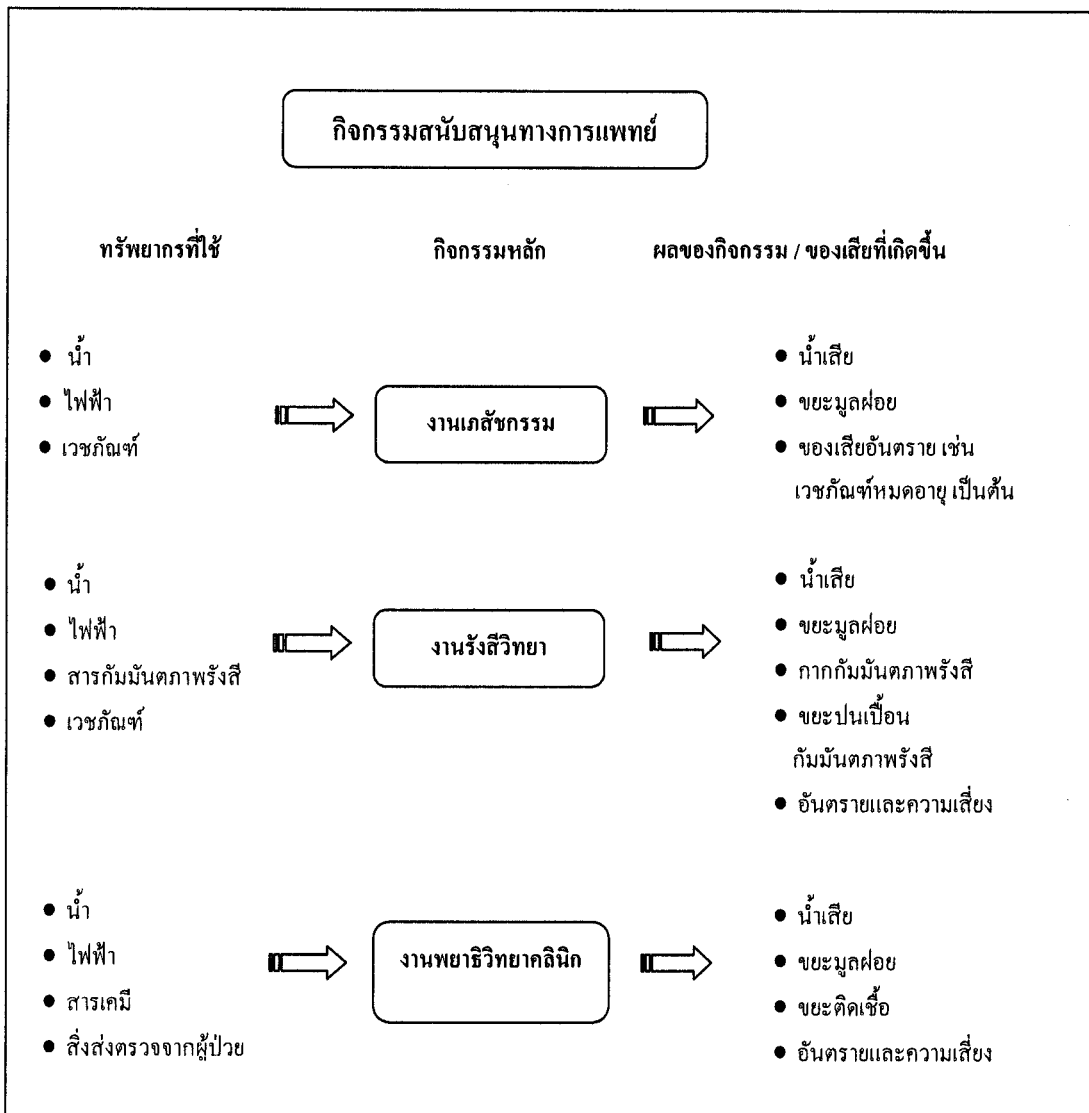 กิจกรรมสนับสนุนทางการแพทย์
ทรัพยากรที่ใช้ กิจกรรมหลัก ผลของกิจกรรม / ของเสียที่เกิดขึ้น
● น้ำ
● ไฟฟ้า
● เวชภัณฑ์
งานเภสัชกรรม
● น้ำเสีย
● ขยะมูลฝอย
● ของเสียอันตราย เช่น
เวชภัณฑ์หมดอายุ เป็นต้น
● น้ำ
● ไฟฟ้า
● สารกัมมันตภาพรังสี
● เวชภัณฑ์
งานรังสีวิทยา
● น้ำเสีย
● ขยะมูลฝอย
● กากกัมมันตภาพรังสี
● ขยะปนเปื้อน
กัมมันตภาพรังสี
● อันตรายและความเสี่ยง
● น้ำ
● ไฟฟ้า
● สารเคมี
● สิ่งส่งตรวจจากผู้ป่วย
งานพยาธิวิทยาคลินิก
● น้ำเสีย
● ขยะมูลฝอย
● ขยะติดเชื้อ
● อันตรายและความเสี่ยง